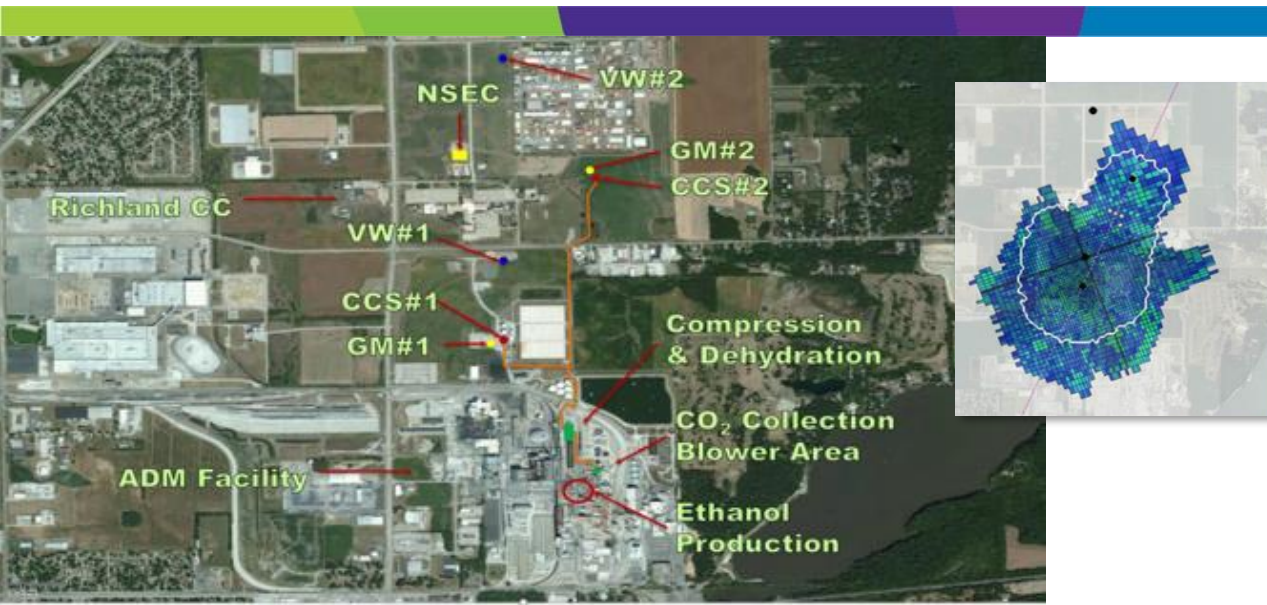 VW#2
NSEC
GM#2
CCS#2
Richland CC
VW#1
CCS#1
GM#1
Compression
& Dehydration
CO₂ Collection
Blower Area
ADM Facility
Ethanol
Production